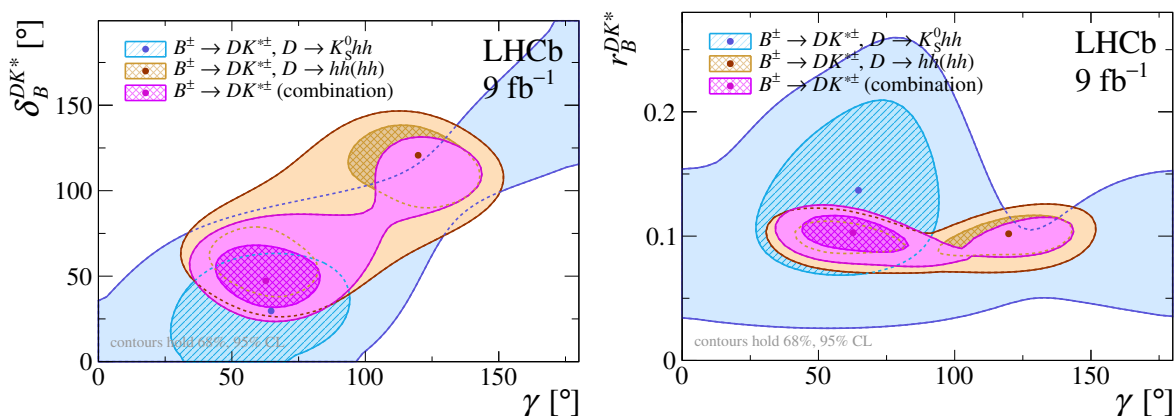 δ_B^{DK*} [°]
B± → DK*±, D → K_S^0 hh
B± → DK*±, D → hh(hh)
B± → DK*± (combination)
LHCb
9 fb⁻¹
150
100
50
0
contours hold 68%, 95% CL
0 50 100 150
γ [°]
r_B^{DK*}
B± → DK*±, D → K_S^0 hh
B± → DK*±, D → hh(hh)
B± → DK*± (combination)
LHCb
9 fb⁻¹
0.2
0.1
0
contours hold 68%, 95% CL
0 50 100 150
γ [°]